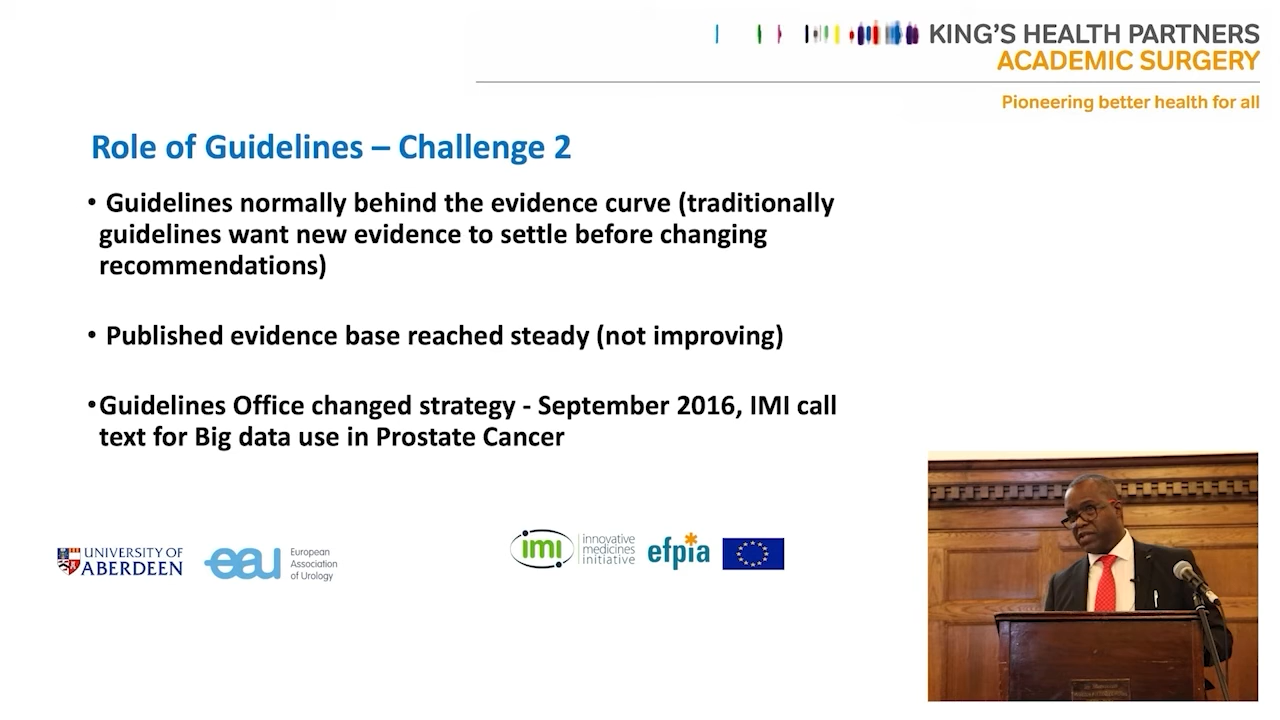 KING'S HEALTH PARTNERS
ACADEMIC SURGERY
Pioneering better health for all
Role of Guidelines – Challenge 2
• Guidelines normally behind the evidence curve (traditionally
guidelines want new evidence to settle before changing
recommendations)
• Published evidence base reached steady (not improving)
•Guidelines Office changed strategy - September 2016, IMI call
text for Big data use in Prostate Cancer
UNIVERSITY OF
ABERDEEN
eau
European
Association
of Urology
imi
innovative
medicines
initiative
efpia